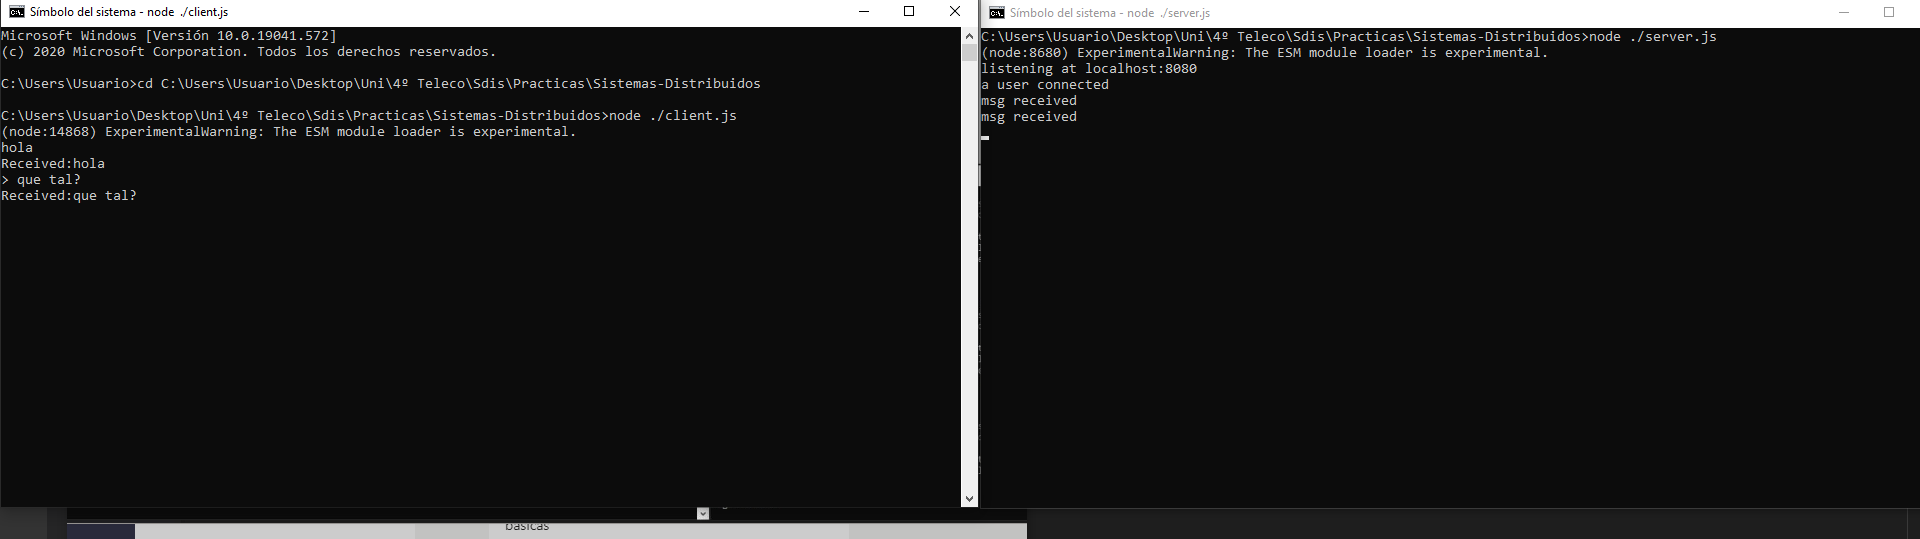 Símbolo del sistema - node ./client.js
Microsoft Windows [Versión 10.0.19041.572]
(c) 2020 Microsoft Corporation. Todos los derechos reservados.
C:\Users\Usuario>cd C:\Users\Usuario\Desktop\Uni\4º Teleco\Sdis\Practicas\Sistemas-Distribuidos
C:\Users\Usuario\Desktop\Uni\4º Teleco\Sdis\Practicas\Sistemas-Distribuidos>node ./client.js
(node:14868) ExperimentalWarning: The ESM module loader is experimental.
hola
Received:hola
> que tal?
Received:que tal?
Símbolo del sistema - node ./server.js
C:\Users\Usuario\Desktop\Uni\4º Teleco\Sdis\Practicas\Sistemas-Distribuidos>node ./server.js
(node:8680) ExperimentalWarning: The ESM module loader is experimental.
listening at localhost:8080
a user connected
msg received
msg received
basicas